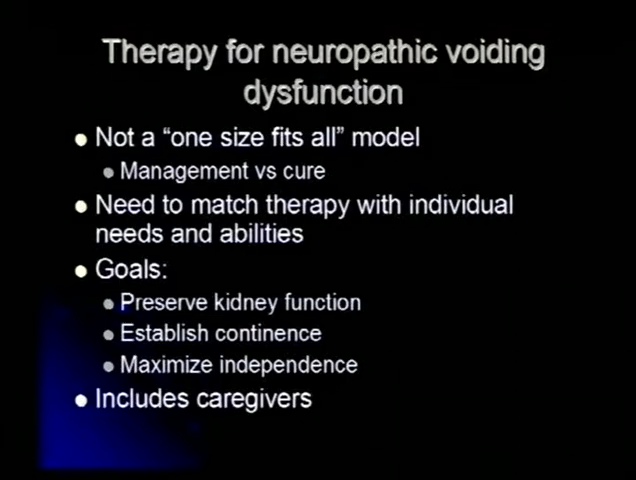 Therapy for neuropathic voiding
dysfunction
Not a “one size fits all” model
Management vs cure
Need to match therapy with individual
needs and abilities
Goals:
Preserve kidney function
Establish continence
Maximize independence
Includes caregivers